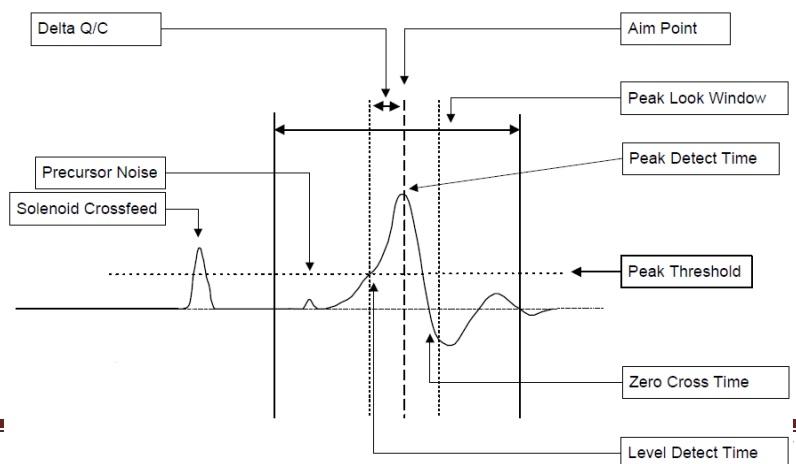 Delta Q/C
Aim Point
Peak Look Window
Precursor Noise
Peak Detect Time
Solenoid Crossfeed
Peak Threshold
Zero Cross Time
Level Detect Time